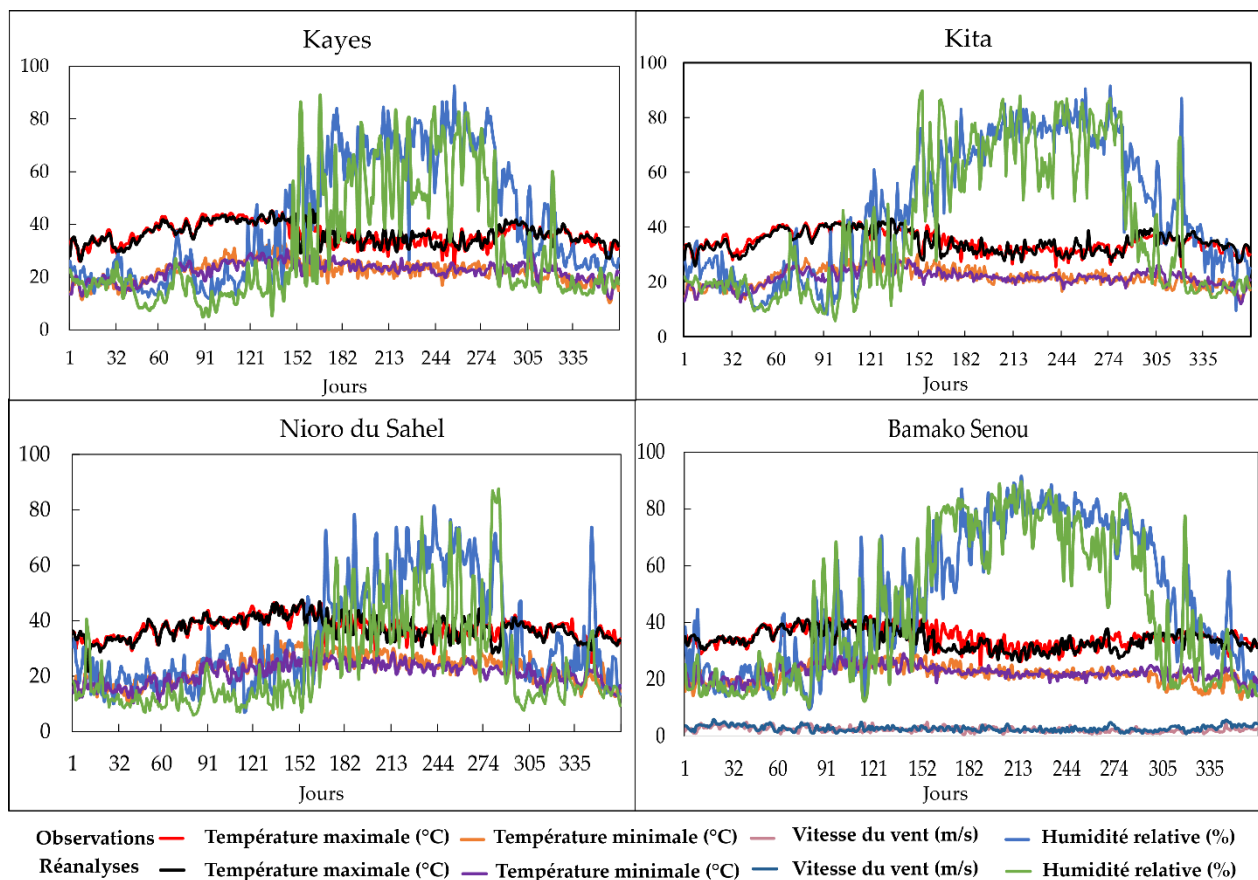 Kayes
100
80
60
40
20
0
1 32 60 91 121 152 182 213 244 274 305 335
Jours
Kita
100
80
60
40
20
0
1 32 60 91 121 152 182 213 244 274 305 335
Jours
Nioro du Sahel
100
80
60
40
20
0
1 32 60 91 121 152 182 213 244 274 305 335
Jours
Bamako Senou
100
80
60
40
20
0
1 32 60 91 121 152 182 213 244 274 305 335
Jours
Observations Température maximale (°C) Température minimale (°C) Vitesse du vent (m/s) Humidité relative (%)
Réanalyses Température maximale (°C) Température minimale (°C) Vitesse du vent (m/s) Humidité relative (%)